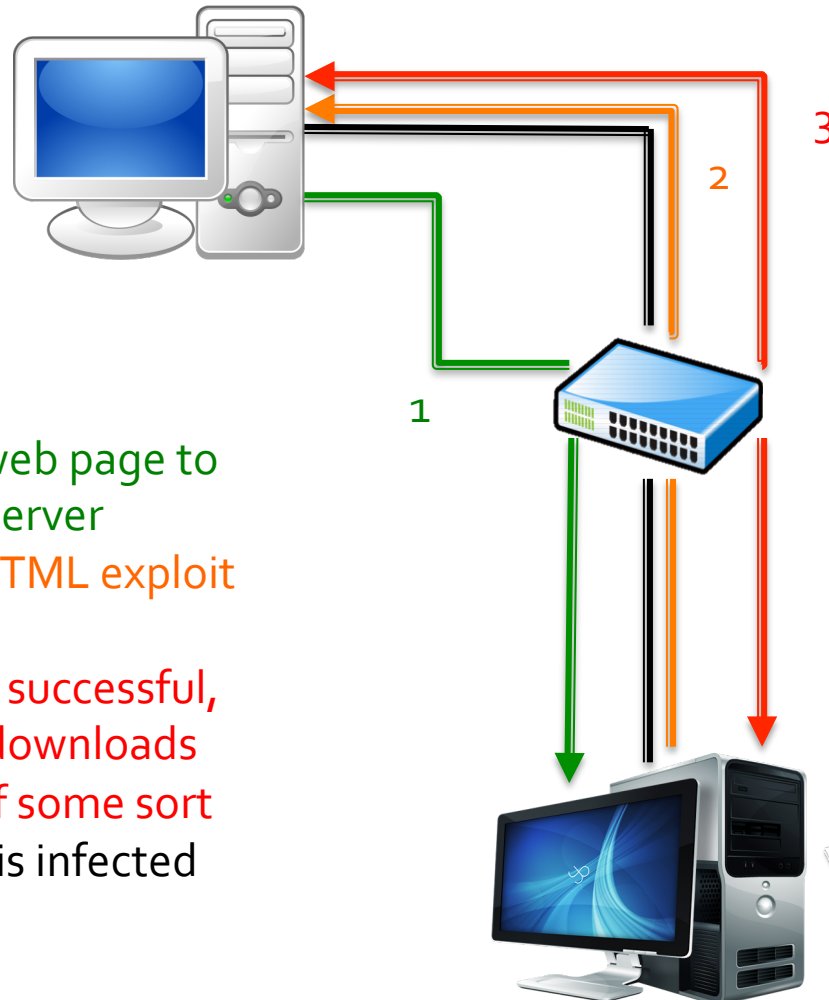 3
2
1
web page to
erver
TML exploit
successful,
downloads
f some sort
is infected